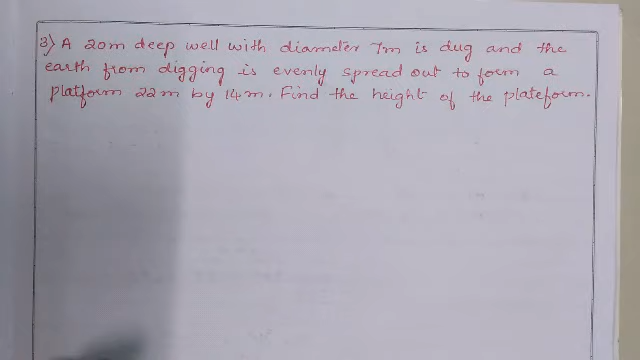 3) A 20m deep well with diameter 7m is dug and the
earth from digging is evenly spread out to form a
platform 22m by 14m. Find the height of the plateform.